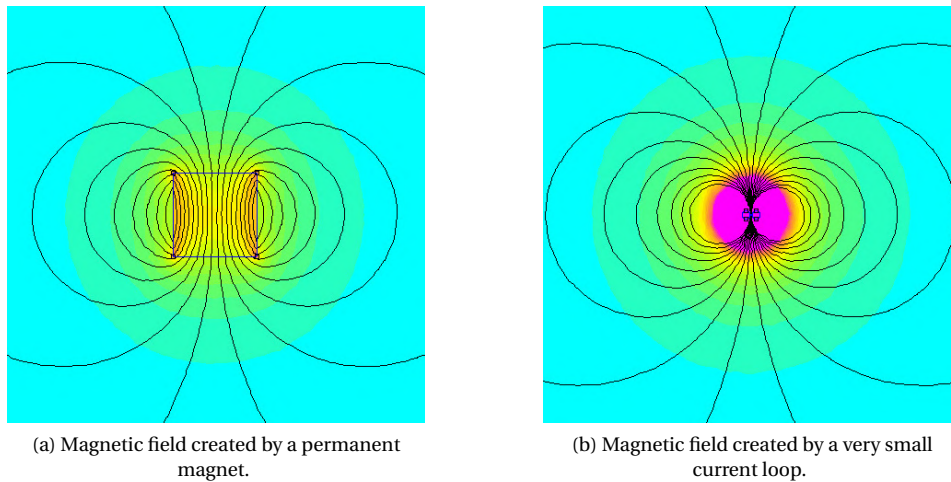 (a) Magnetic field created by a permanent
magnet.
(b) Magnetic field created by a very small
current loop.